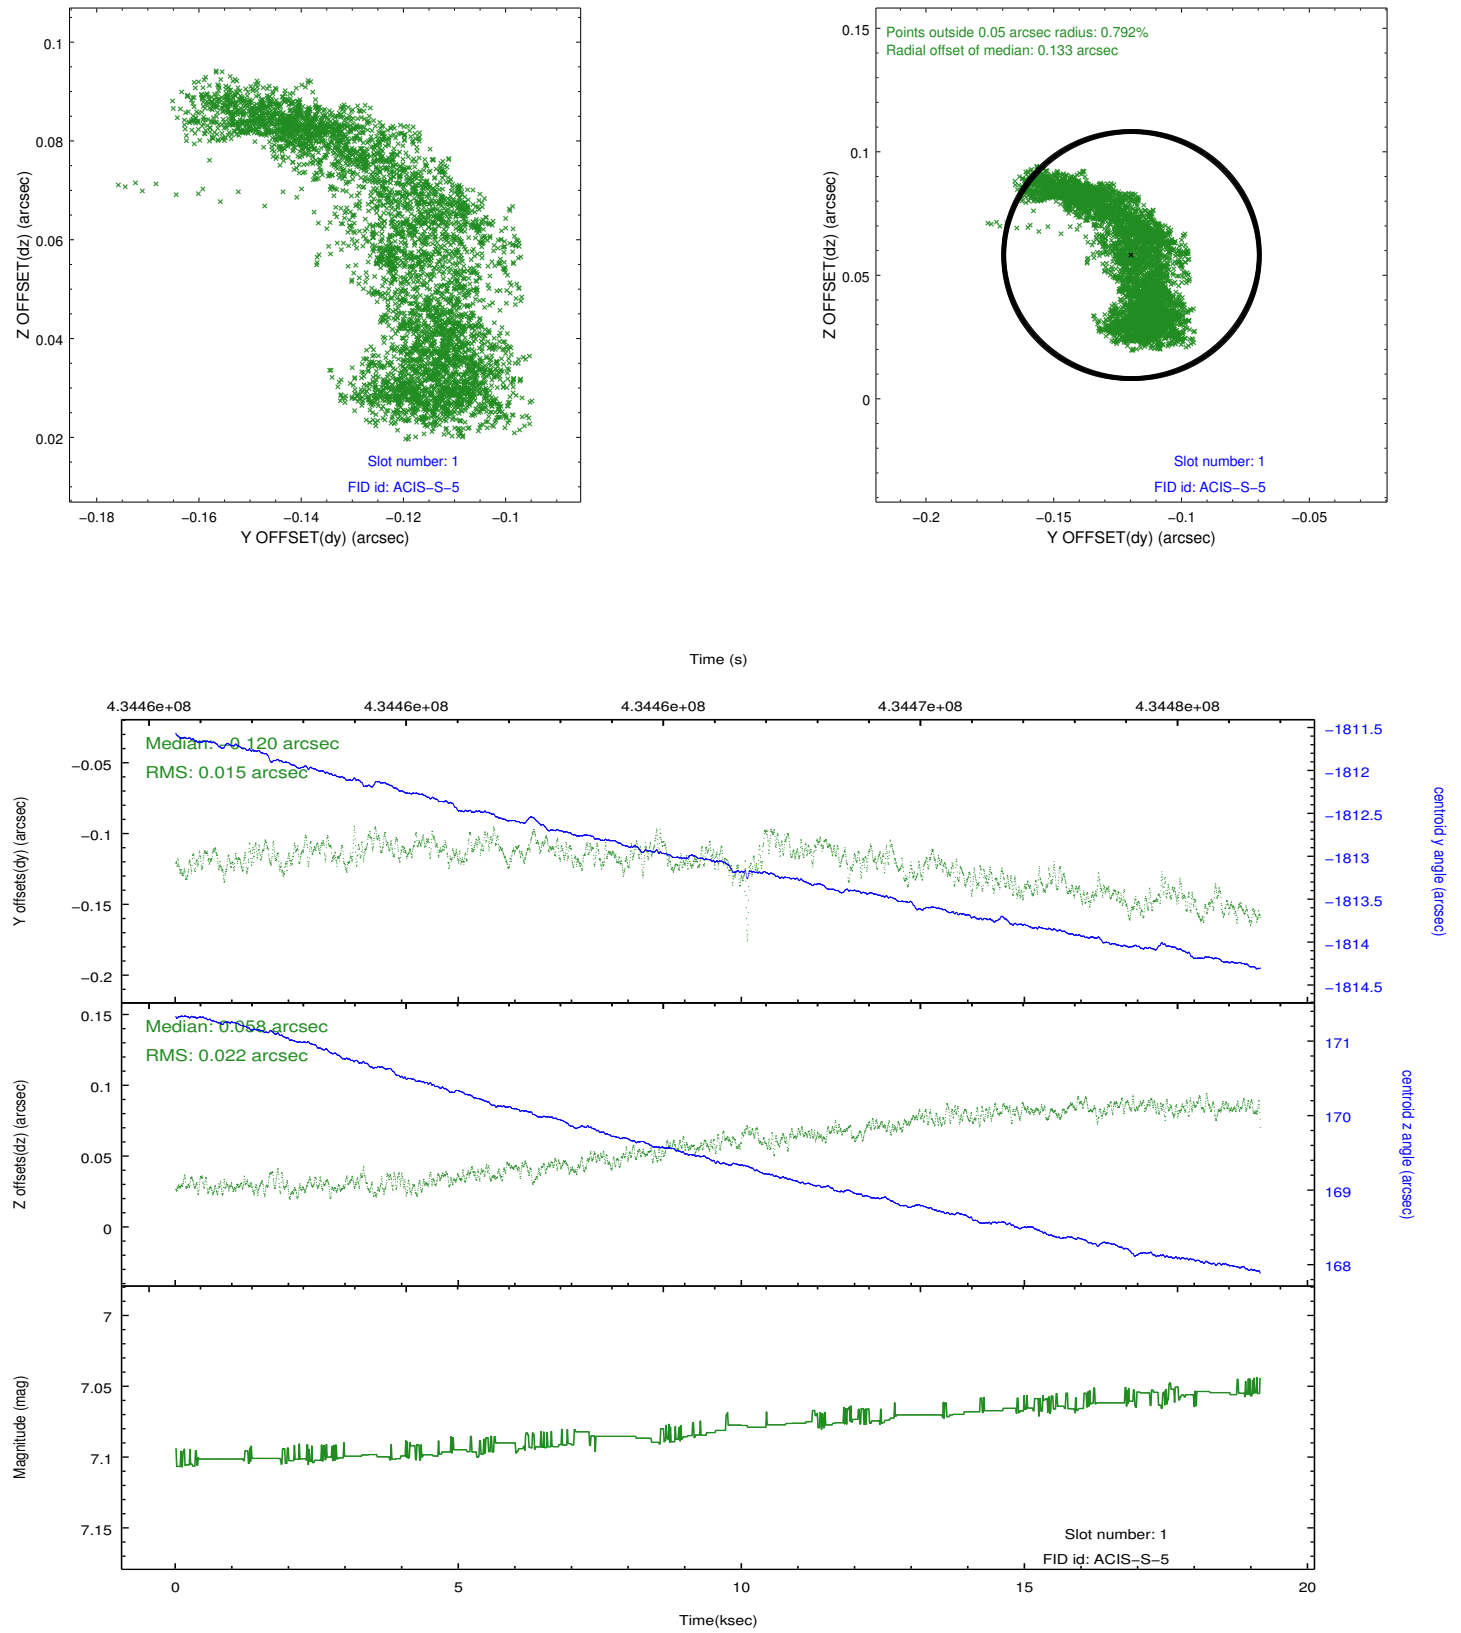 0.1
0.08
0.06
0.04
0.02
Z OFFSET(dz) (arcsec)
−0.18 −0.16 −0.14 −0.12 −0.1
Y OFFSET(dy) (arcsec)
Slot number: 1
FID id: ACIS−S−5
Points outside 0.05 arcsec radius: 0.792%
Radial offset of median: 0.133 arcsec
0.15
0.1
0.05
0
Z OFFSET(dz) (arcsec)
Slot number: 1
FID id: ACIS−S−5
−0.2 −0.15 −0.1 −0.05
Y OFFSET(dy) (arcsec)
Time (s)
4.3446e+08 4.3446e+08 4.3446e+08 4.3447e+08 4.3448e+08
Median: −0.120 arcsec
RMS: 0.015 arcsec
−0.05
−0.1
−0.15
−0.2
Y offsets(dy) (arcsec)
−1811.5
−1812
−1812.5
−1813
−1813.5
−1814
−1814.5
centroid y angle (arcsec)
Median: 0.058 arcsec
RMS: 0.022 arcsec
0.15
0.1
0.05
0
Z offsets(dz) (arcsec)
171
170
169
168
centroid z angle (arcsec)
7
7.05
7.1
7.15
Magnitude (mag)
Slot number: 1
FID id: ACIS−S−5
0 5 10 15 20
Time(ksec)